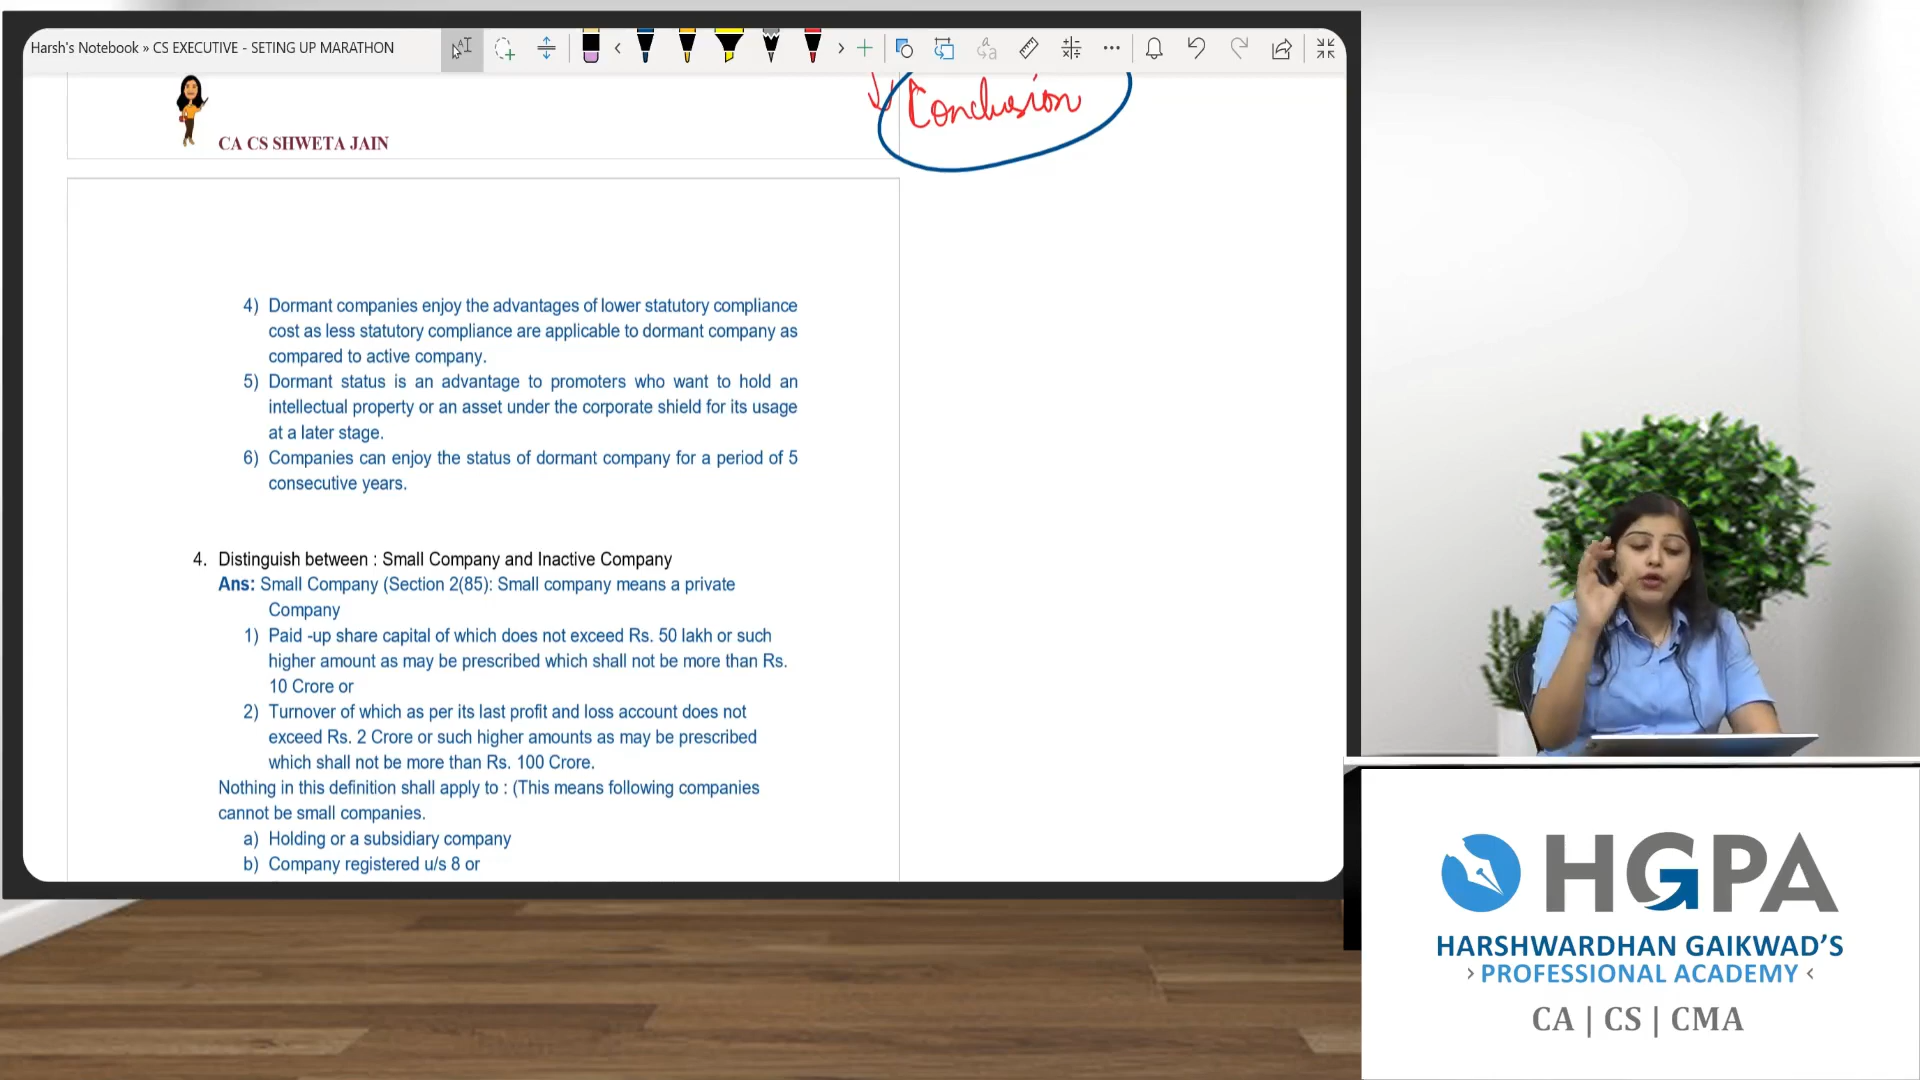 Harsh's Notebook » CS EXECUTIVE - SETING UP MARATHON
Conclusion
CA CS SHWETA JAIN
4) Dormant companies enjoy the advantages of lower statutory compliance
cost as less statutory compliance are applicable to dormant company as
compared to active company.
5) Dormant status is an advantage to promoters who want to hold an
intellectual property or an asset under the corporate shield for its usage
at a later stage.
6) Companies can enjoy the status of dormant company for a period of 5
consecutive years.
4. Distinguish between : Small Company and Inactive Company
Ans: Small Company (Section 2(85): Small company means a private
Company
1) Paid -up share capital of which does not exceed Rs. 50 lakh or such
higher amount as may be prescribed which shall not be more than Rs.
10 Crore or
2) Turnover of which as per its last profit and loss account does not
exceed Rs. 2 Crore or such higher amounts as may be prescribed
which shall not be more than Rs. 100 Crore.
Nothing in this definition shall apply to : (This means following companies
cannot be small companies.
a) Holding or a subsidiary company
b) Company registered u/s 8 or
HGPA
HARSHWARDHAN GAIKWAD'S
› PROFESSIONAL ACADEMY ‹
CA | CS | CMA